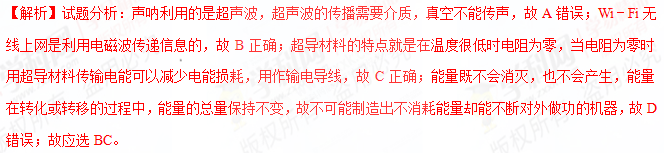 【解析】试题分析：声呐利用的是超声波，超声波的传播需要介质，真空不能传声，故 A 错误；Wi－Fi 无
线上网是利用电磁波传递信息的，故 B 正确；超导材料的特点就是在温度很低时电阻为零，当电阻为零时
用超导材料传输电能可以减少电能损耗，用作输电导线，故 C 正确；能量既不会消灭，也不会产生，能量
在转化或转移的过程中，能量的总量保持不变，故不可能制造出不消耗能量却能不断对外做功的机器，故 D
错误；故应选 BC。